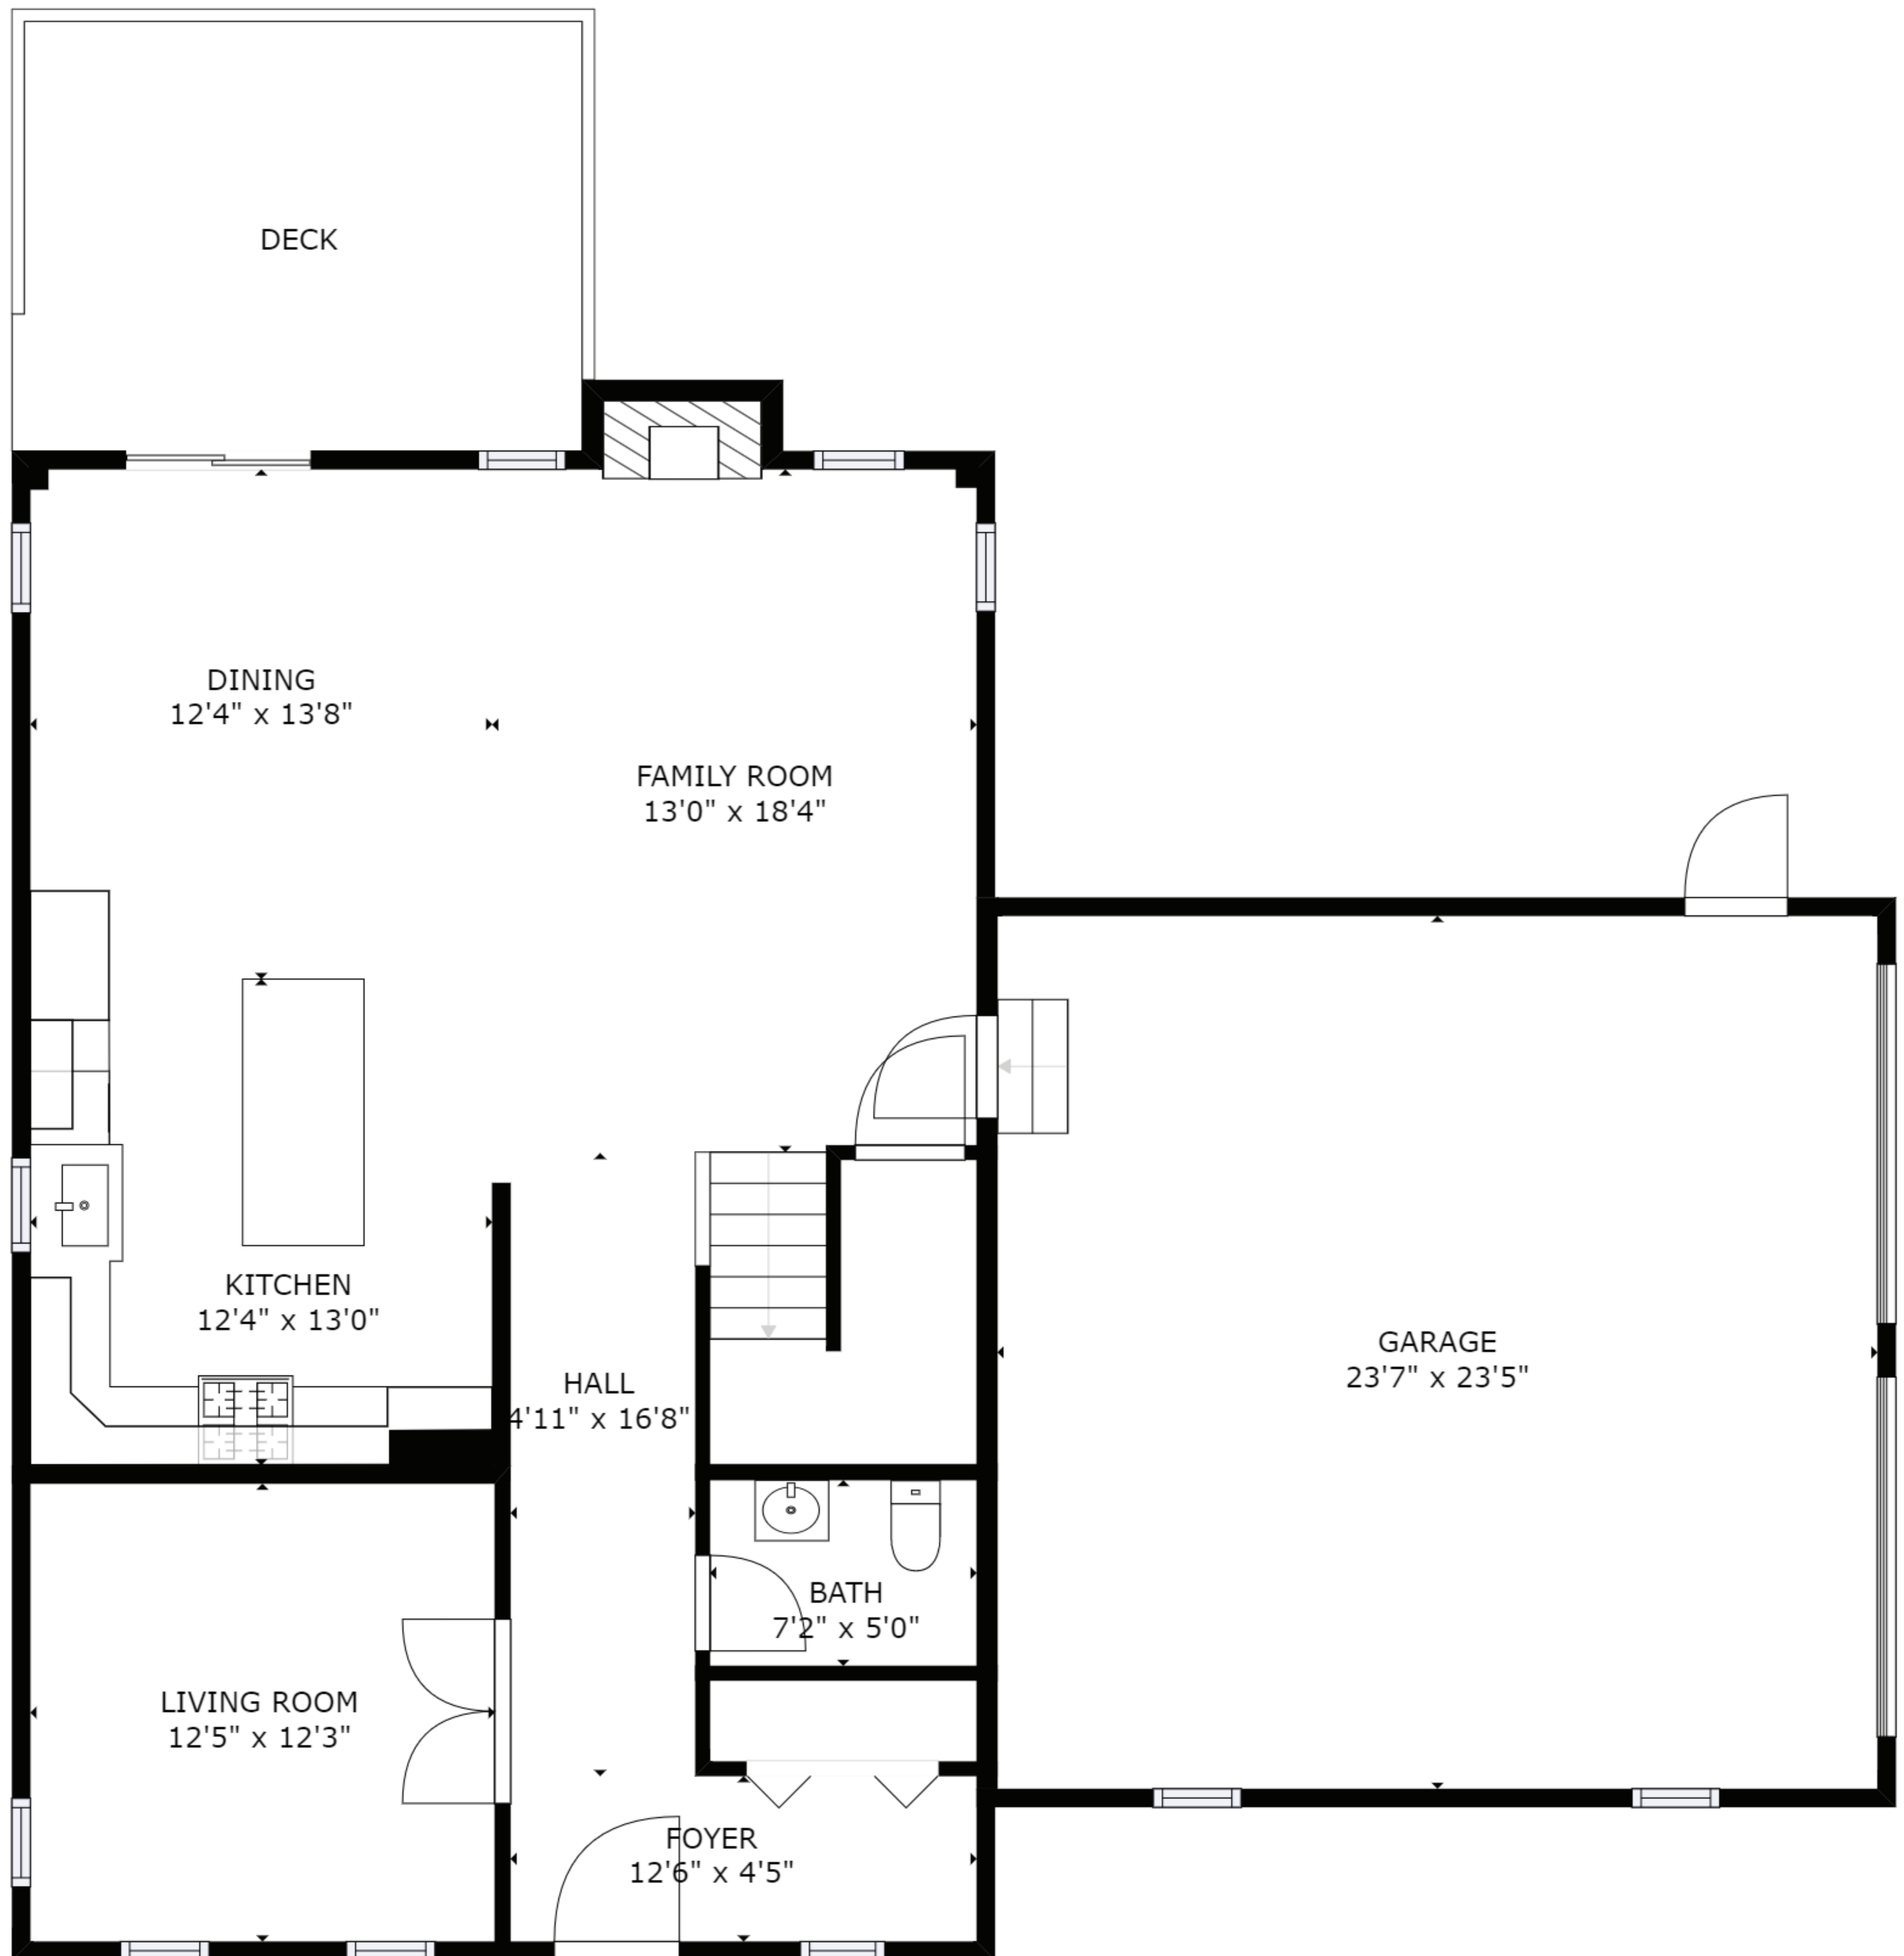 DECK
DINING
12'4" x 13'8"
FAMILY ROOM
13'0" x 18'4"
KITCHEN
12'4" x 13'0"
HALL
4'11" x 16'8"
GARAGE
23'7" x 23'5"
BATH
7'2" x 5'0"
LIVING ROOM
12'5" x 12'3"
FOYER
12'6" x 4'5"